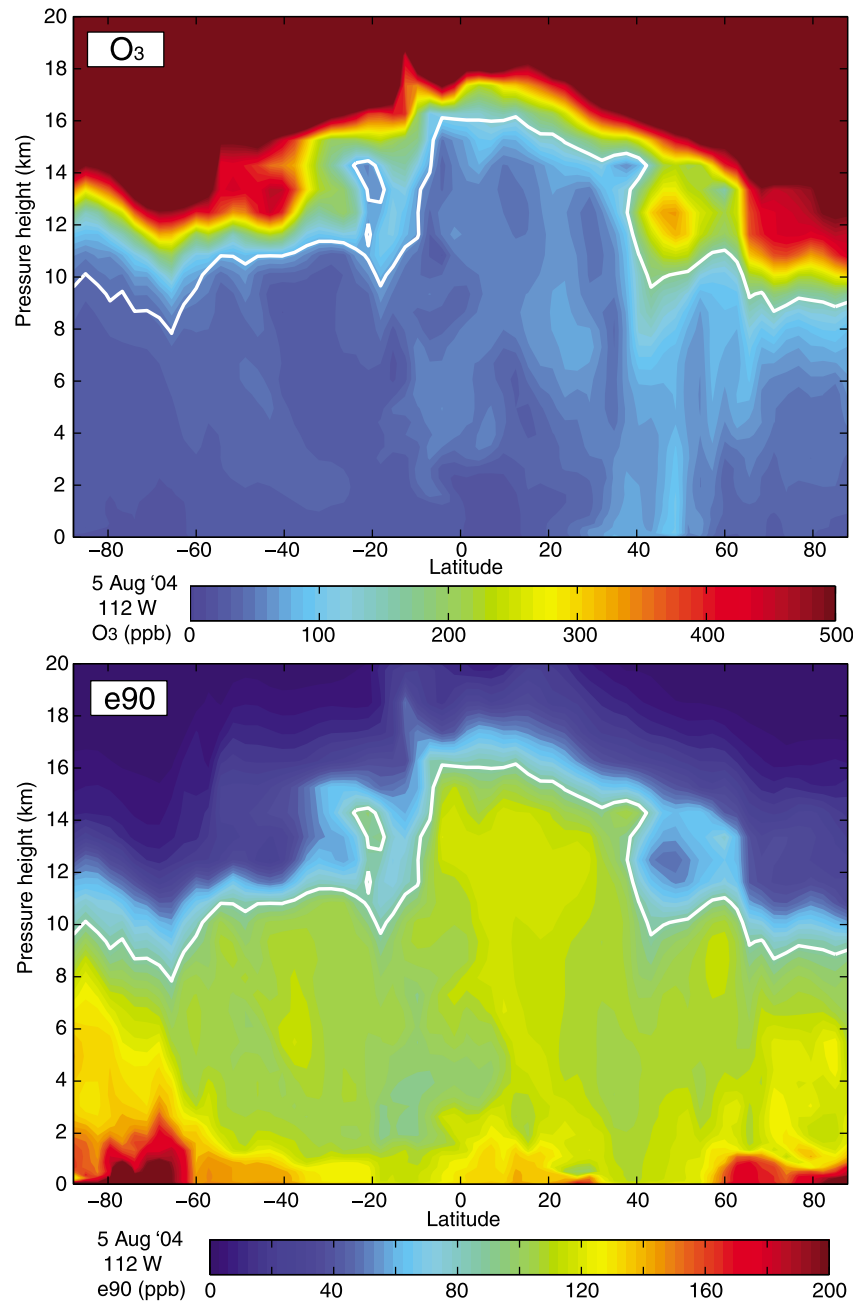 20
18
16
14
12
10
8
6
4
2
0
Pressure height (km)
O3
−80 −60 −40 −20 0 20 40 60 80
Latitude
5 Aug ‘04
112 W
O3 (ppb)
0 100 200 300 400 500
20
18
16
14
12
10
8
6
4
2
0
Pressure height (km)
e90
−80 −60 −40 −20 0 20 40 60 80
Latitude
5 Aug ‘04
112 W
e90 (ppb)
0 40 80 120 160 200